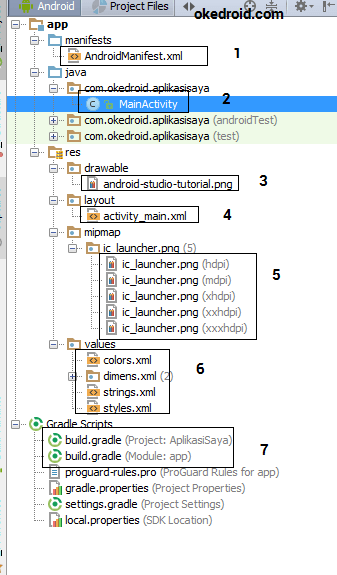 Android
Project Files
okedroid.com
app
manifests
AndroidManifest.xml
1
java
com.okedroid.aplikasisaya
2
MainActivity
com.okedroid.aplikasisaya (androidTest)
com.okedroid.aplikasisaya (test)
res
drawable
android-studio-tutorial.png
3
layout
activity_main.xml
4
mipmap
ic_launcher.png (5)
ic_launcher.png (hdpi)
5
ic_launcher.png (mdpi)
ic_launcher.png (xhdpi)
ic_launcher.png (xxhdpi)
ic_launcher.png (xxxhdpi)
values
colors.xml
6
dimens.xml (2)
strings.xml
styles.xml
Gradle Scripts
build.gradle (Project: AplikasiSaya)
7
build.gradle (Module: app)
proguard-rules.pro (ProGuard Rules for app)
gradle.properties (Project Properties)
settings.gradle (Project Settings)
local.properties (SDK Location)